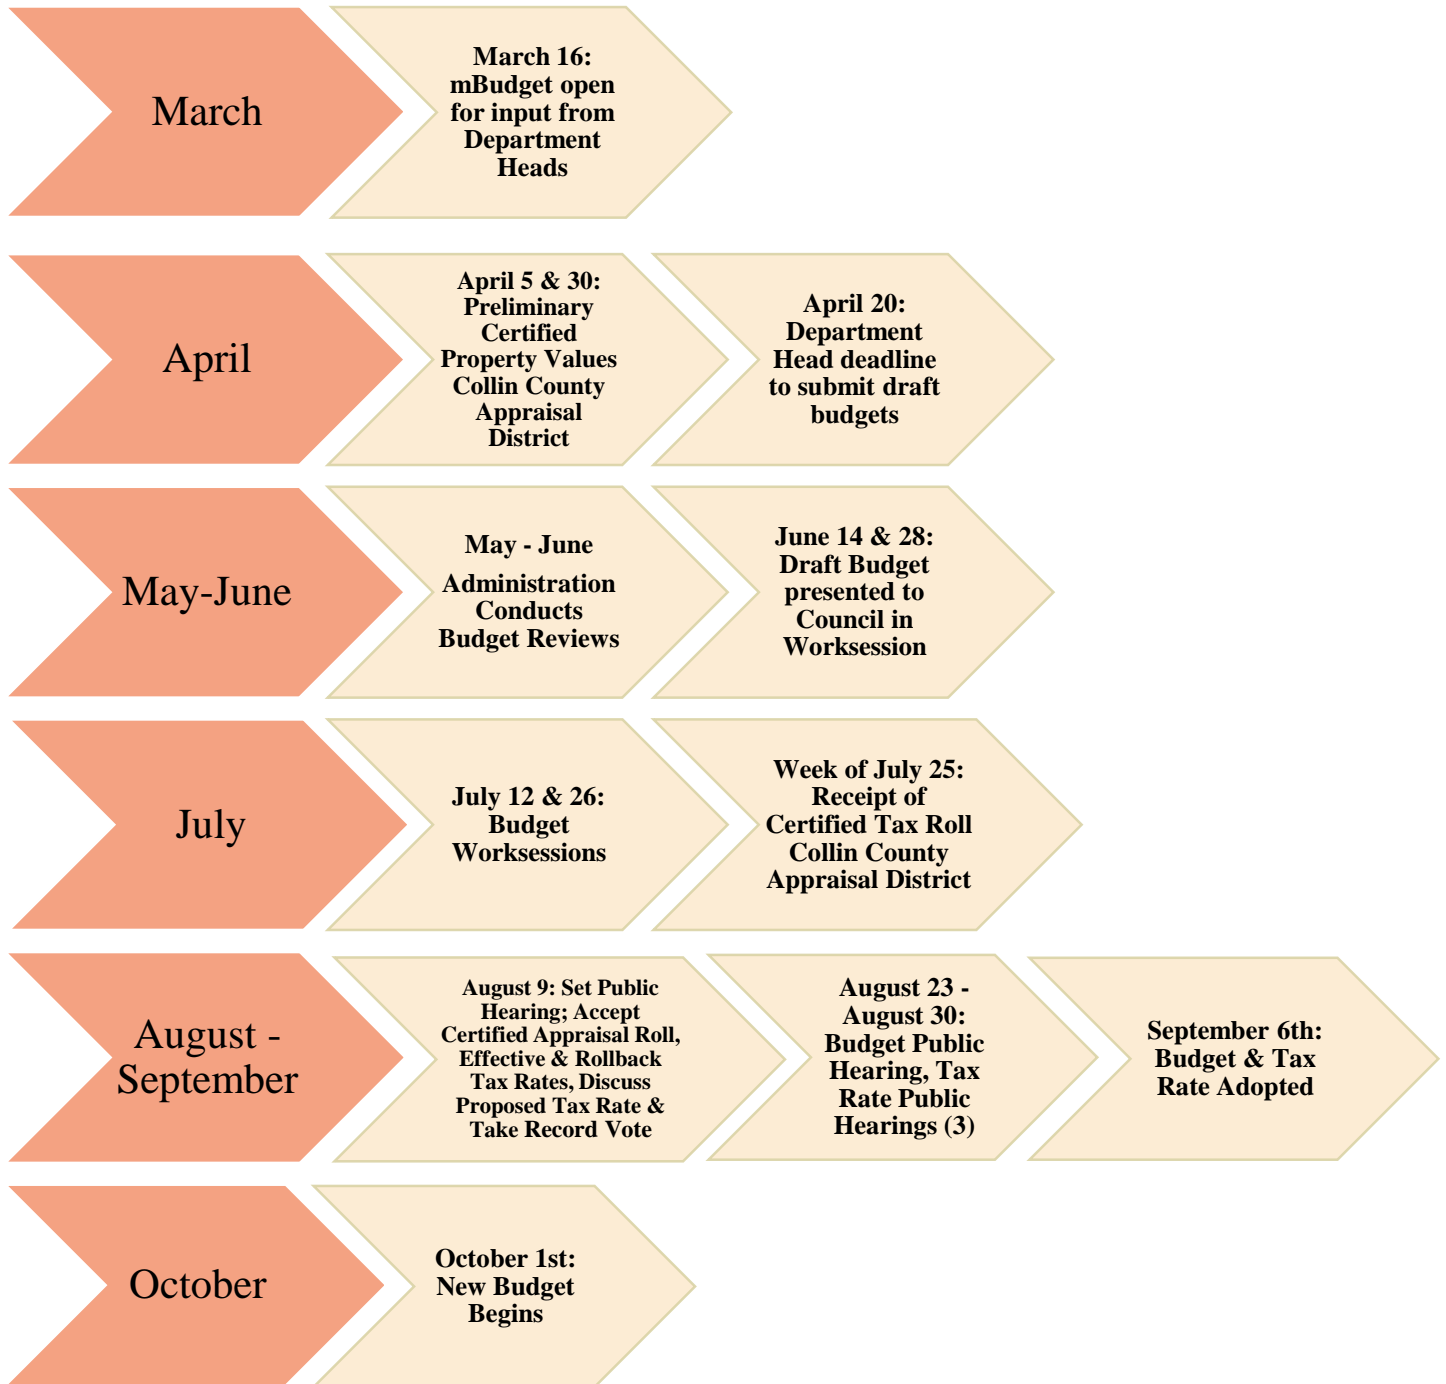 March
March 16:
mBudget open
for input from
Department
Heads
April
April 5 & 30:
Preliminary
Certified
Property Values
Collin County
Appraisal
District
April 20:
Department
Head deadline
to submit draft
budgets
May-June
May - June
Administration
Conducts
Budget Reviews
June 14 & 28:
Draft Budget
presented to
Council in
Worksession
July
July 12 & 26:
Budget
Worksessions
Week of July 25:
Receipt of
Certified Tax Roll
Collin County
Appraisal District
August -
September
August 9: Set Public
Hearing; Accept
Certified Appraisal Roll,
Effective & Rollback
Tax Rates, Discuss
Proposed Tax Rate &
Take Record Vote
August 23 -
August 30:
Budget Public
Hearing, Tax
Rate Public
Hearings (3)
September 6th:
Budget & Tax
Rate Adopted
October
October 1st:
New Budget
Begins